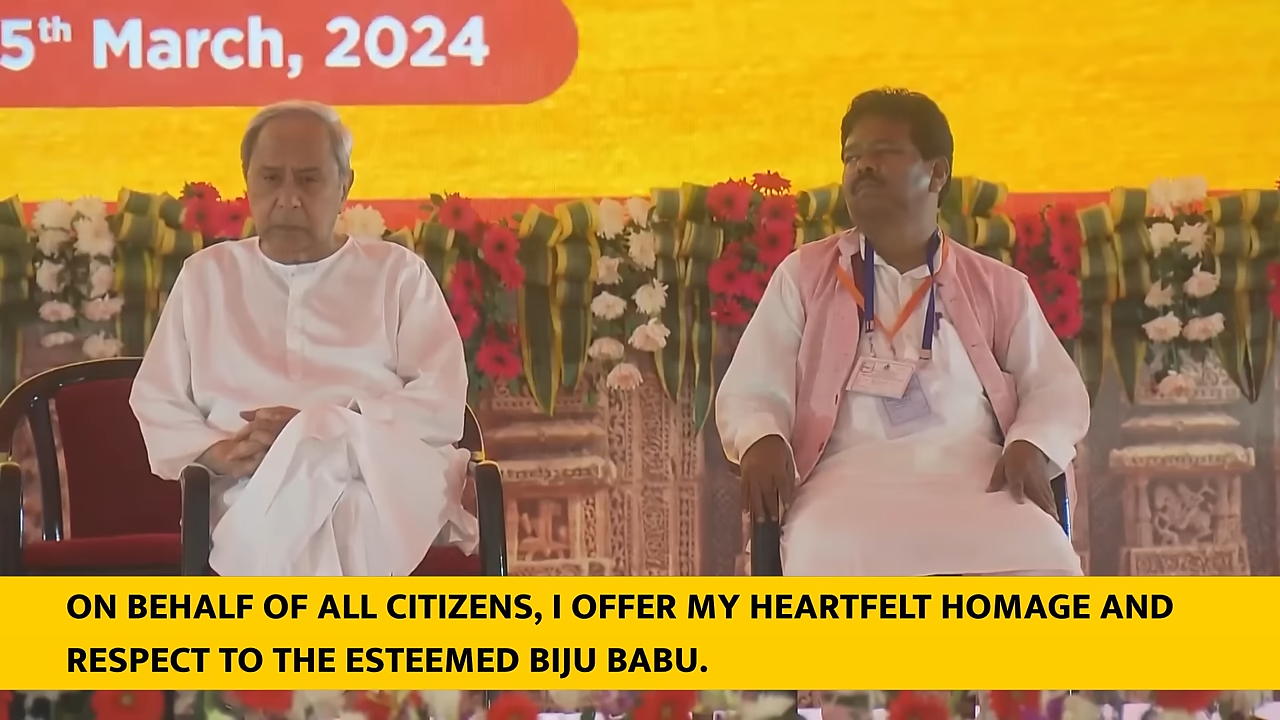 5th March, 2024
ON BEHALF OF ALL CITIZENS, I OFFER MY HEARTFELT HOMAGE AND
RESPECT TO THE ESTEEMED BIJU BABU.